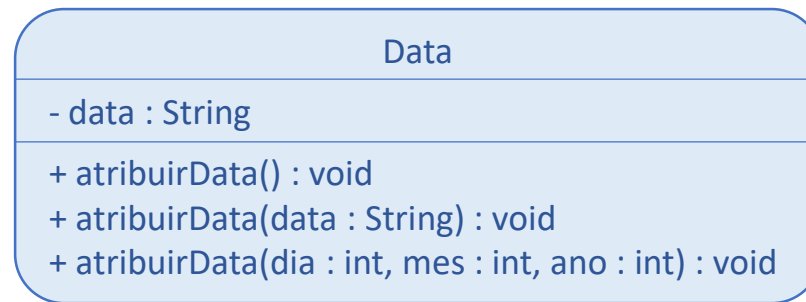 Data
- data : String
+ atribuirData() : void
+ atribuirData(data : String) : void
+ atribuirData(dia : int, mes : int, ano : int) : void